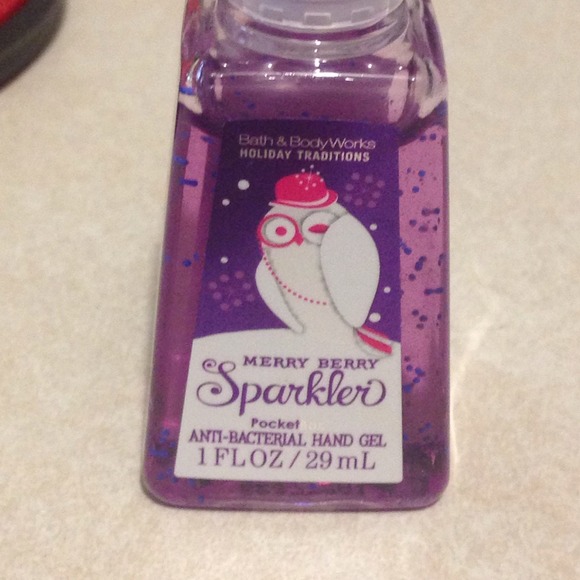 Bath & Body Works
HOLIDAY TRADITIONS
MERRY BERRY
Sparkler
Pocket
ANTI-BACTERIAL HAND GEL
1 FL OZ / 29 mL